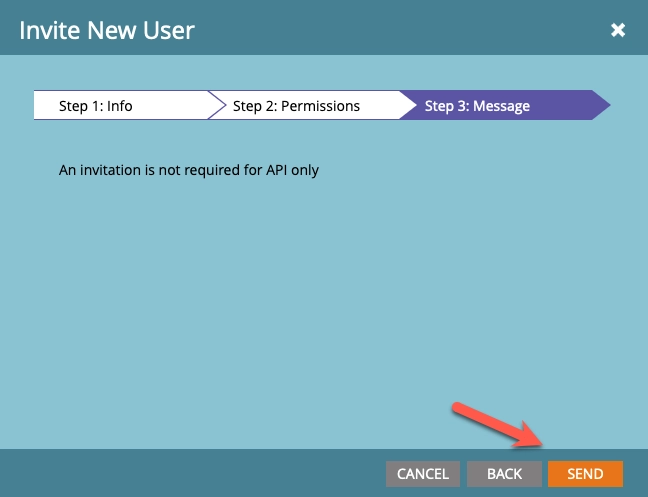 Invite New User
Step 1: Info
Step 2: Permissions
Step 3: Message
An invitation is not required for API only
CANCEL
BACK
SEND